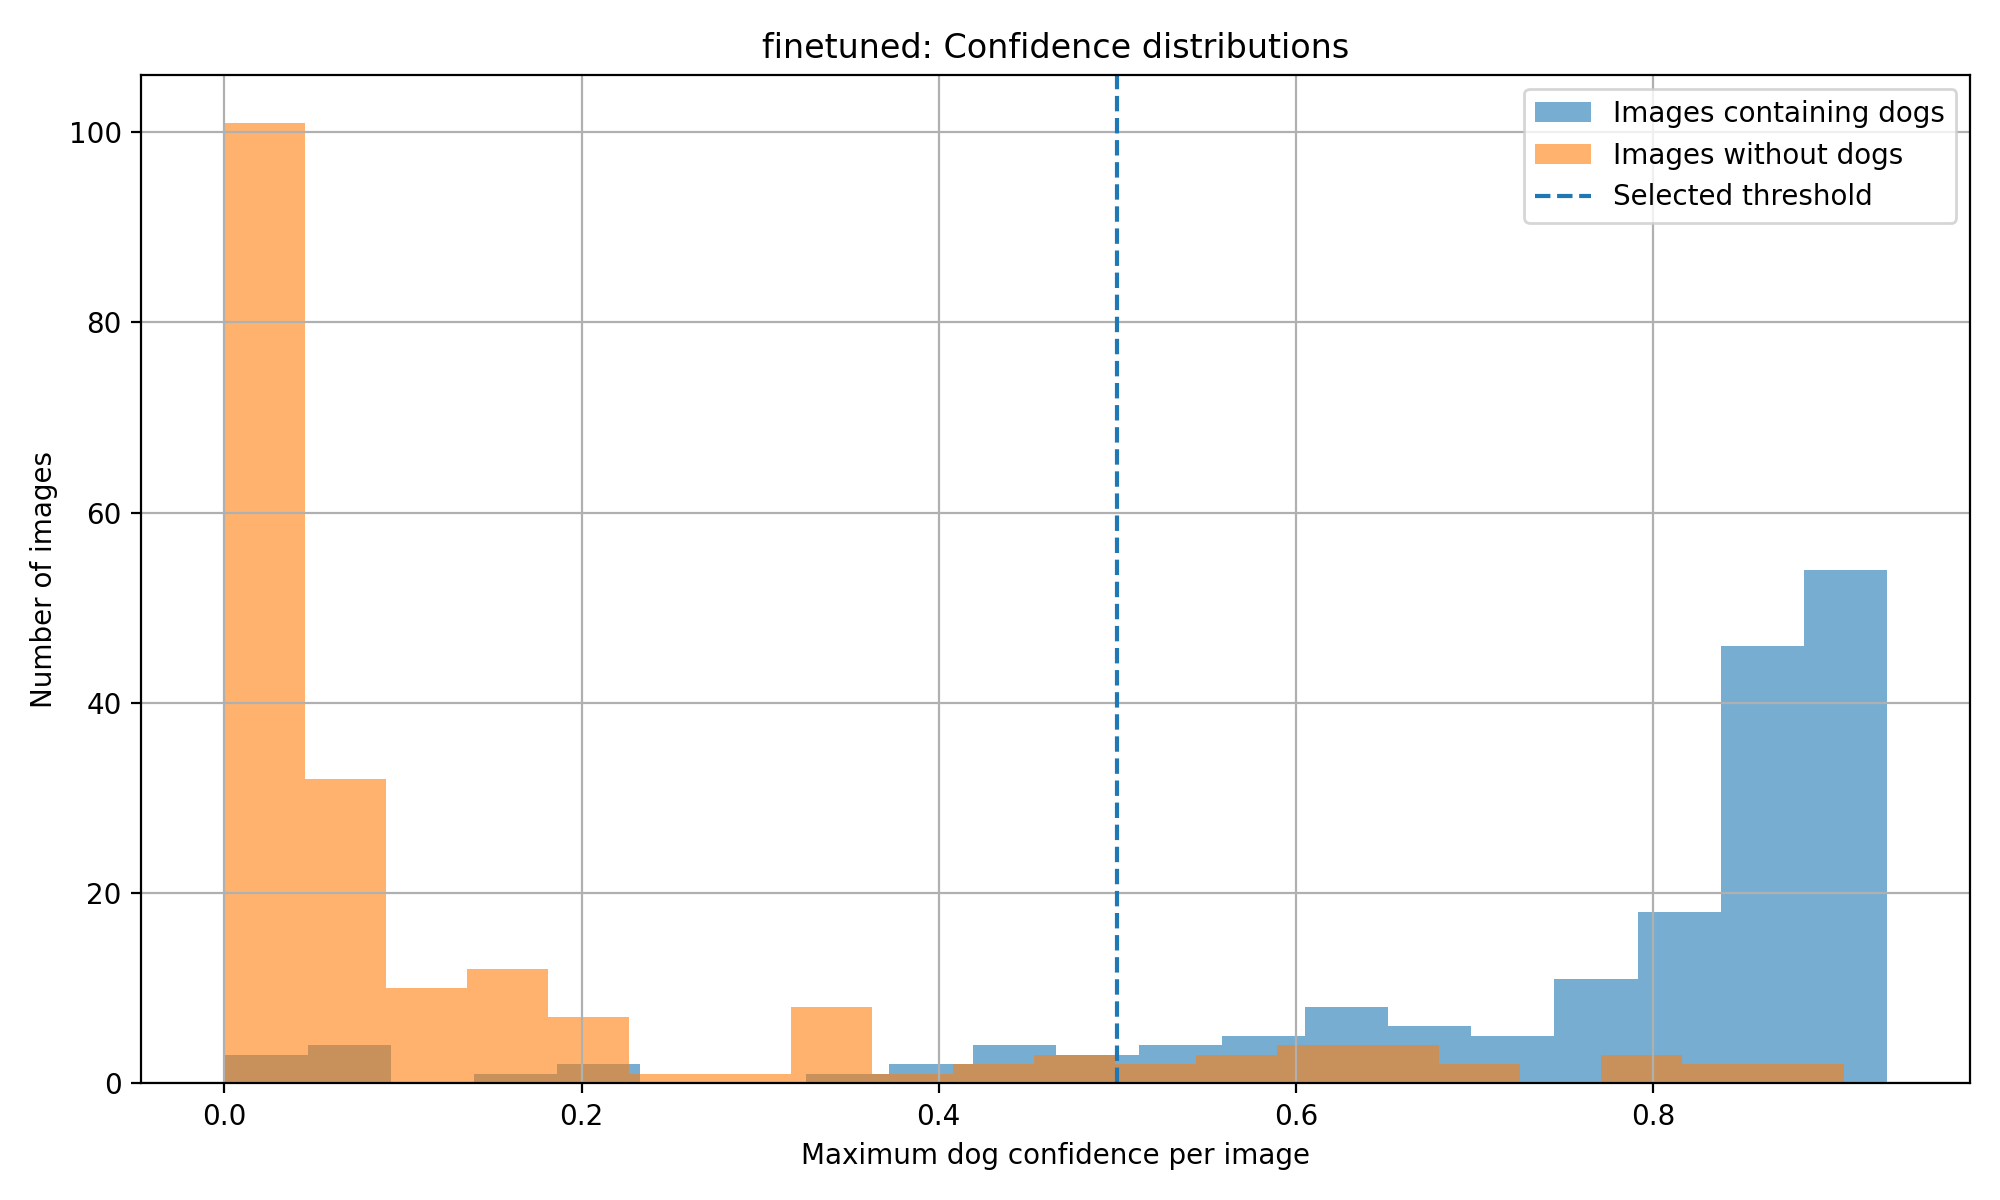 finetuned: Confidence distributions
Images containing dogs
Images without dogs
Selected threshold
100
80
60
40
20
0
Number of images
0.0 0.2 0.4 0.6 0.8
Maximum dog confidence per image